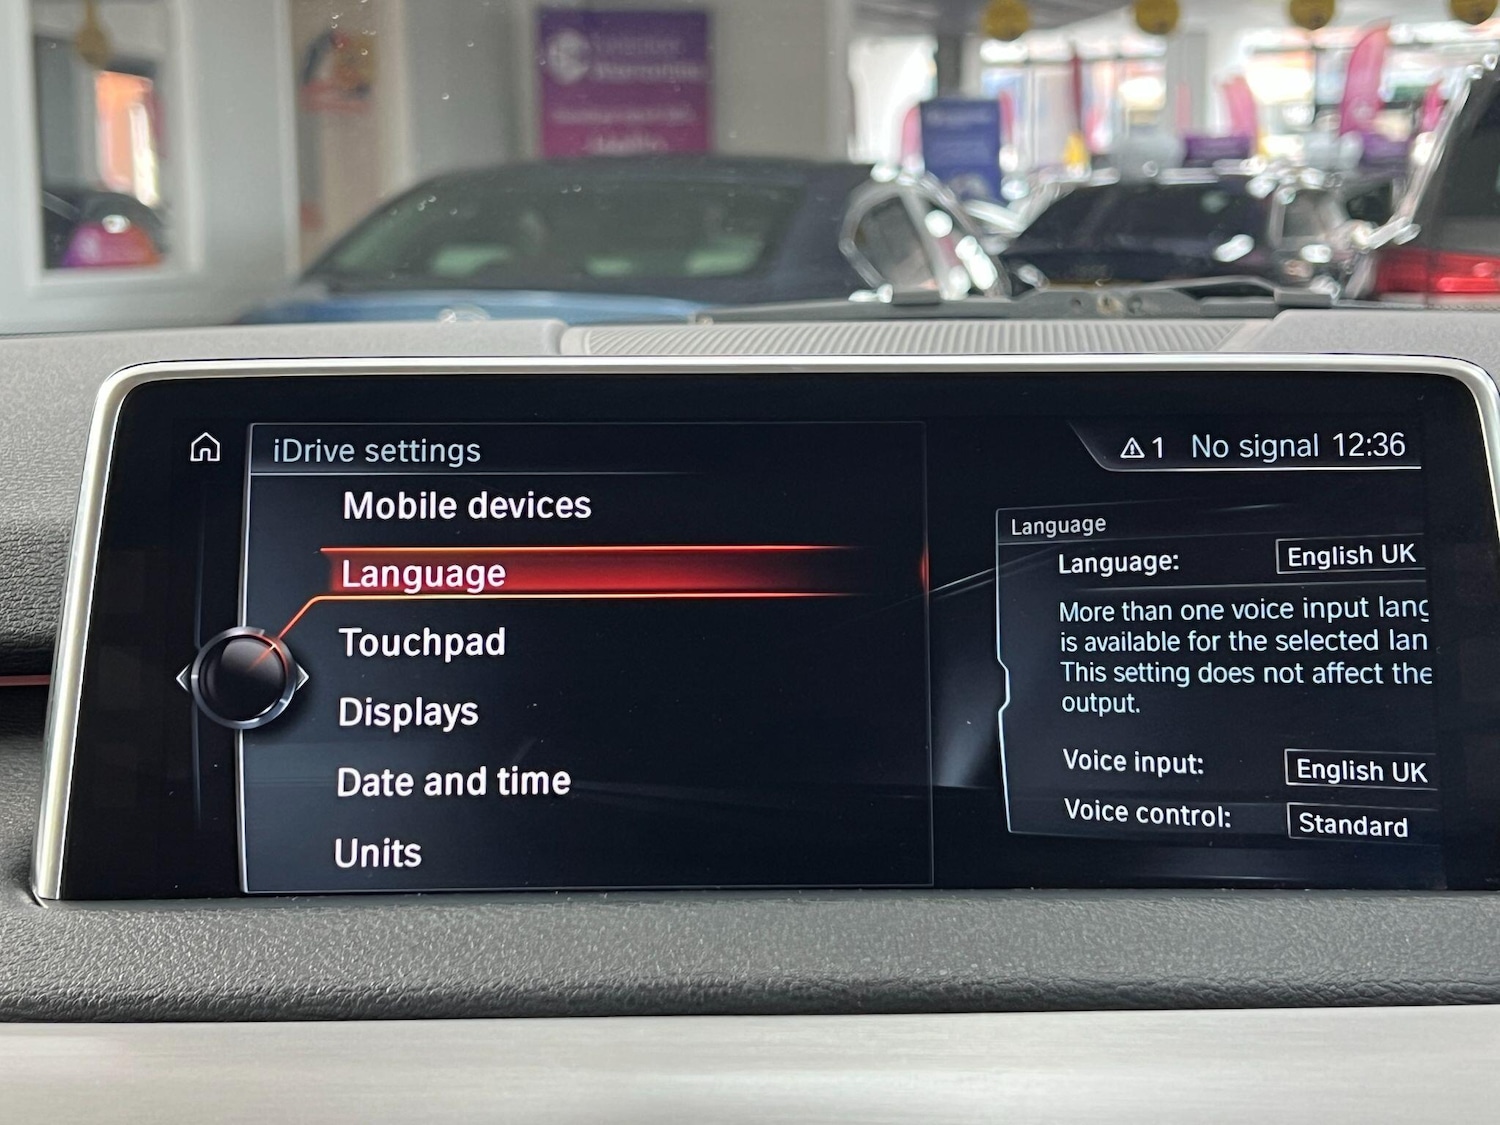 iDrive settings
1 No signal 12:36
Mobile devices
Language
Touchpad
Displays
Date and time
Units
Language
Language: English UK
More than one voice input
is available for the selected
This setting does not affect the
output.
Voice input: English UK
Voice control: Standard